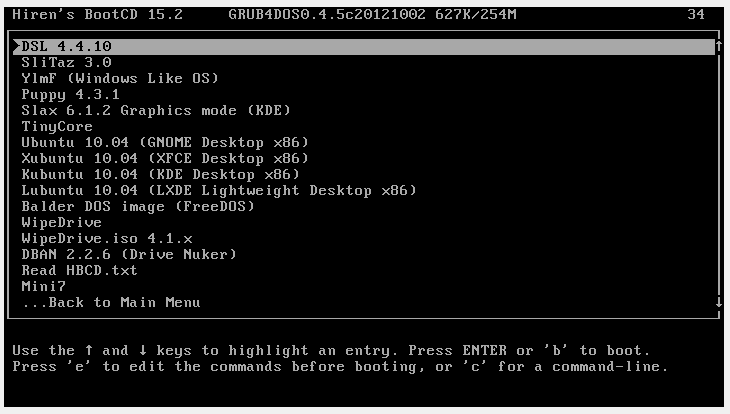 Hiren's BootCD 15.2 GRUB4DOS0.4.5c20121002 627K/254M 34
DSL 4.4.10
SliTaz 3.0
YlmF (Windows Like OS)
Puppy 4.3.1
Slax 6.1.2 Graphics mode (KDE)
TinyCore
Ubuntu 10.04 (GNOME Desktop x86)
Xubuntu 10.04 (XFCE Desktop x86)
Kubuntu 10.04 (KDE Desktop x86)
Lubuntu 10.04 (LXDE Lightweight Desktop x86)
Balder DOS image (FreeDOS)
WipeDrive
WipeDrive.iso 4.1.x
DBAN 2.2.6 (Drive Nuker)
Read HBCD.txt
Mini7
...Back to Main Menu
Use the ↑ and ↓ keys to highlight an entry. Press ENTER or 'b' to boot.
Press 'e' to edit the commands before booting, or 'c' for a command-line.